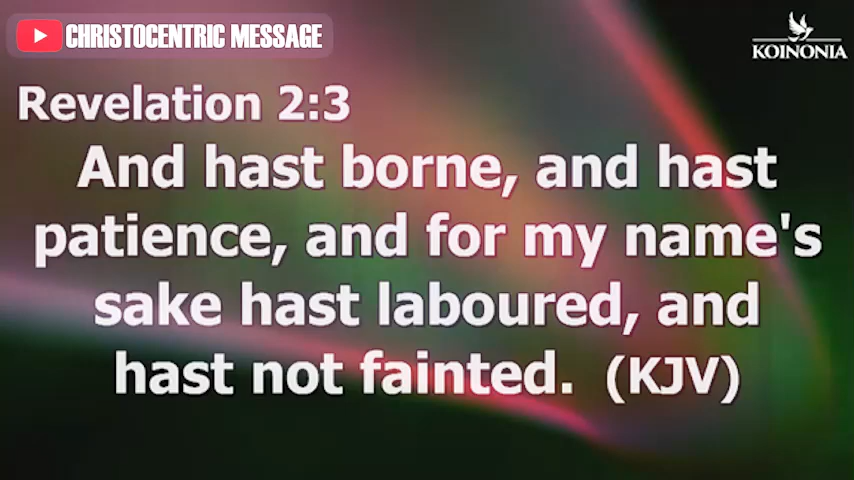 CHRISTOCENTRIC MESSAGE
KOINONIA
Revelation 2:3
And hast borne, and hast
patience, and for my name's
sake hast laboured, and
hast not fainted. (KJV)